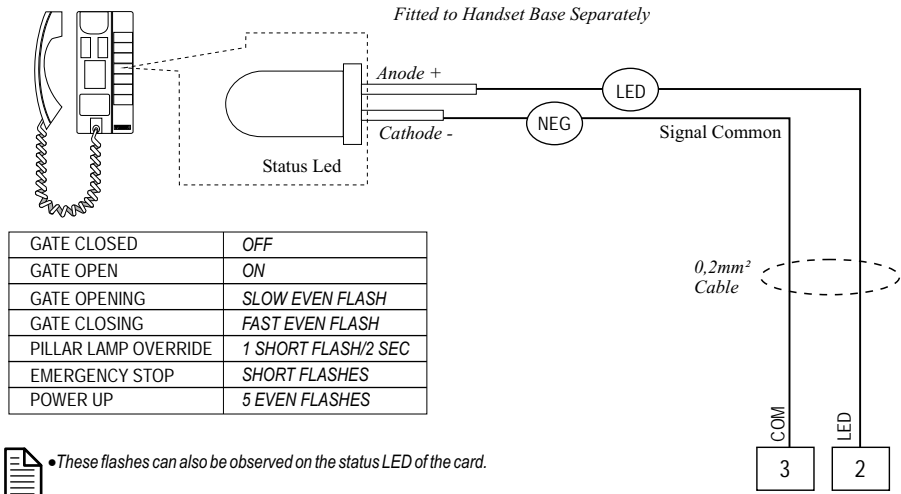 Fitted to Handset Base Separately
Anode +
LED
Cathode -
NEG
Signal Common
Status Led
GATE CLOSED OFF
GATE OPEN ON
GATE OPENING SLOW EVEN FLASH
GATE CLOSING FAST EVEN FLASH
PILLAR LAMP OVERRIDE 1 SHORT FLASH/2 SEC
EMERGENCY STOP SHORT FLASHES
POWER UP 5 EVEN FLASHES
0,2mm²
Cable
COM
LED
3
2
•These flashes can also be observed on the status LED of the card.